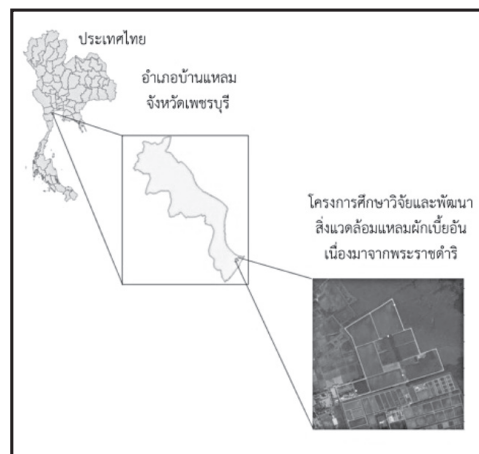 ประเทศไทย
อำเภอบ้านแหลม
จังหวัดเพชรบุรี
โครงการศึกษาวิจัยและพัฒนา
สิ่งแวดล้อมแหลมผักเบี้ยอัน
เนื่องมาจากพระราชดำริ